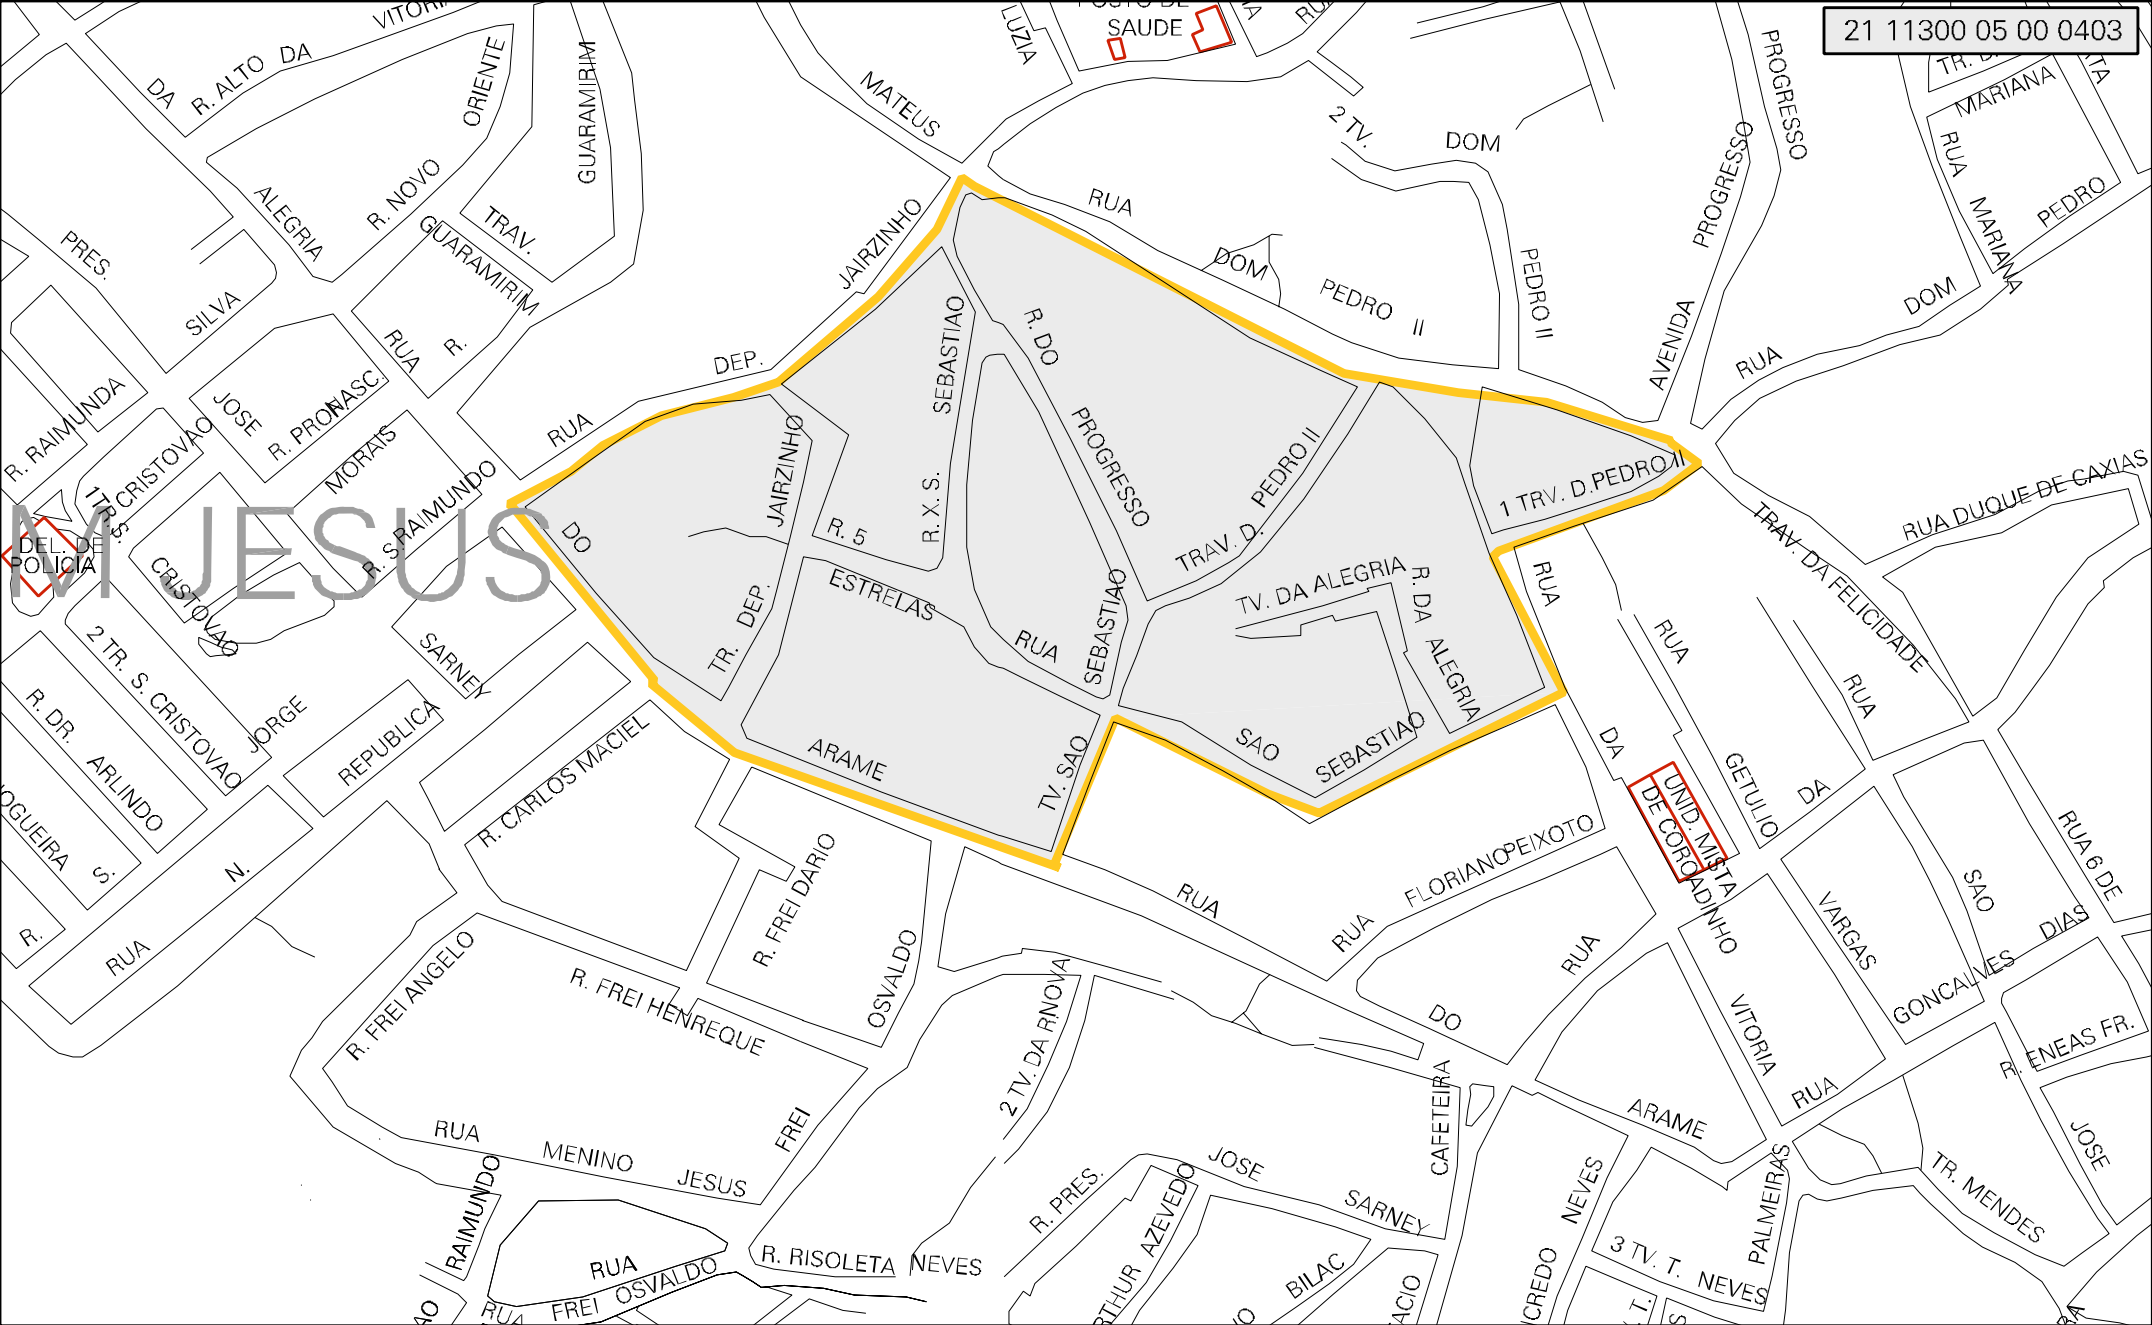 21 11300 05 00 0403
SAUDE
LUZIA
RUA
VITORIA
R. ALTO DA
DA
ORIENTE
GUARAMIRIM
MATEUS
PROGRESSO
MARIANA
RUA
MARIANA
PEDRO
2 TV.
DOM
PEDRO II
PROGRESSO
AVENIDA
ALEGRIA
R. NOVO
GUARAMIRIM
TRAV.
R.
RUA
PRES.
SILVA
JOSE
R. PROF.
NASC.
MORAIS
R. RAIMUNDA
CRISTOVAO
1TR.S.
R. S RAIMUNDO
M JESUS
DEL. DE
POLICIA
CRISTOVAO
2 TR. S. CRISTOVAO
SARNEY
JORGE
REPUBLICA
R. DR.
ARLINDO
NOGUEIRA
S.
R.
RUA
N.
JAIRZINHO
DEP.
RUA
DO
RUA
DOM
PEDRO
II
RUA
DOM
SEBASTIAO
R. X. S.
R. DO
PROGRESSO
SEBASTIAO
JAIRZINHO
TR. DEP.
R. 5
ESTRELAS
RUA
ARAME
TV. SAO
TRAV. D.
PEDRO II
1 TRV. D.PEDRO II
TV. DA ALEGRIA
R. DA
ALEGRIA
SAO
SEBASTIAO
RUA
DA
RUA
GETULIO
DA
RUA
TRAV. DA FELICIDADE
RUA DUQUE DE CAXIAS
UNID. MISTA
DE COROADINHO
VARGAS
SAO
RUA 6 DE
DIAS
GONCALVES
RUA
R. ENEAS FR.
JOSE
TR. MENDES
VITORIA
RUA
FLORIANO
PEIXOTO
RUA
RUA
DO
ARAME
R. CARLOS MACIEL
R. FREI DARIO
OSVALDO
R. FREI ANGELO
R. FREI HENREQUE
FREI
RUA
MENINO
JESUS
RAIMUNDO
RUA
FREI OSVALDO
RUA
R. RISOLETA NEVES
2 TV. DA RNOVA
R. PRES.
JOSE
SARNEY
CAFETEIRA
AZEVEDO
BILAC
NEVES
PALMEIRAS
3 TV. T.
NEVES